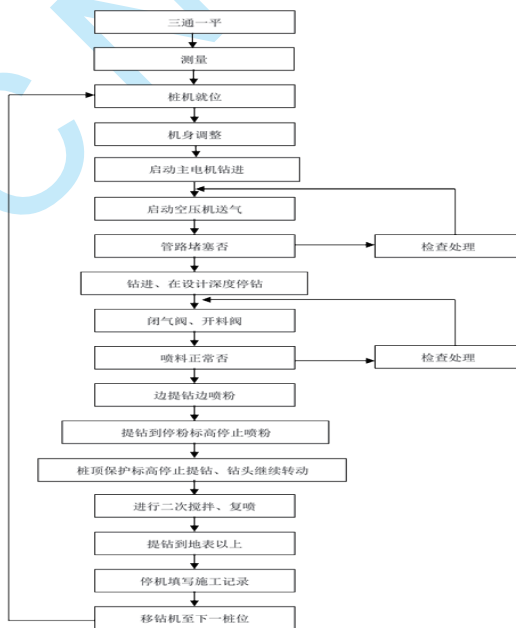 三通一平
测量
桩机就位
机身调整
启动主电机钻进
启动空压机送气
管路堵塞否
检查处理
钻进、在设计深度停钻
闭气阀、开料阀
喷料正常否
检查处理
边提钻边喷粉
提钻到停粉标高停止喷粉
桩顶保护标高停止提钻、钻头继续转动
进行二次搅拌、复喷
提钻到地表以上
停机填写施工记录
移钻机至下一桩位